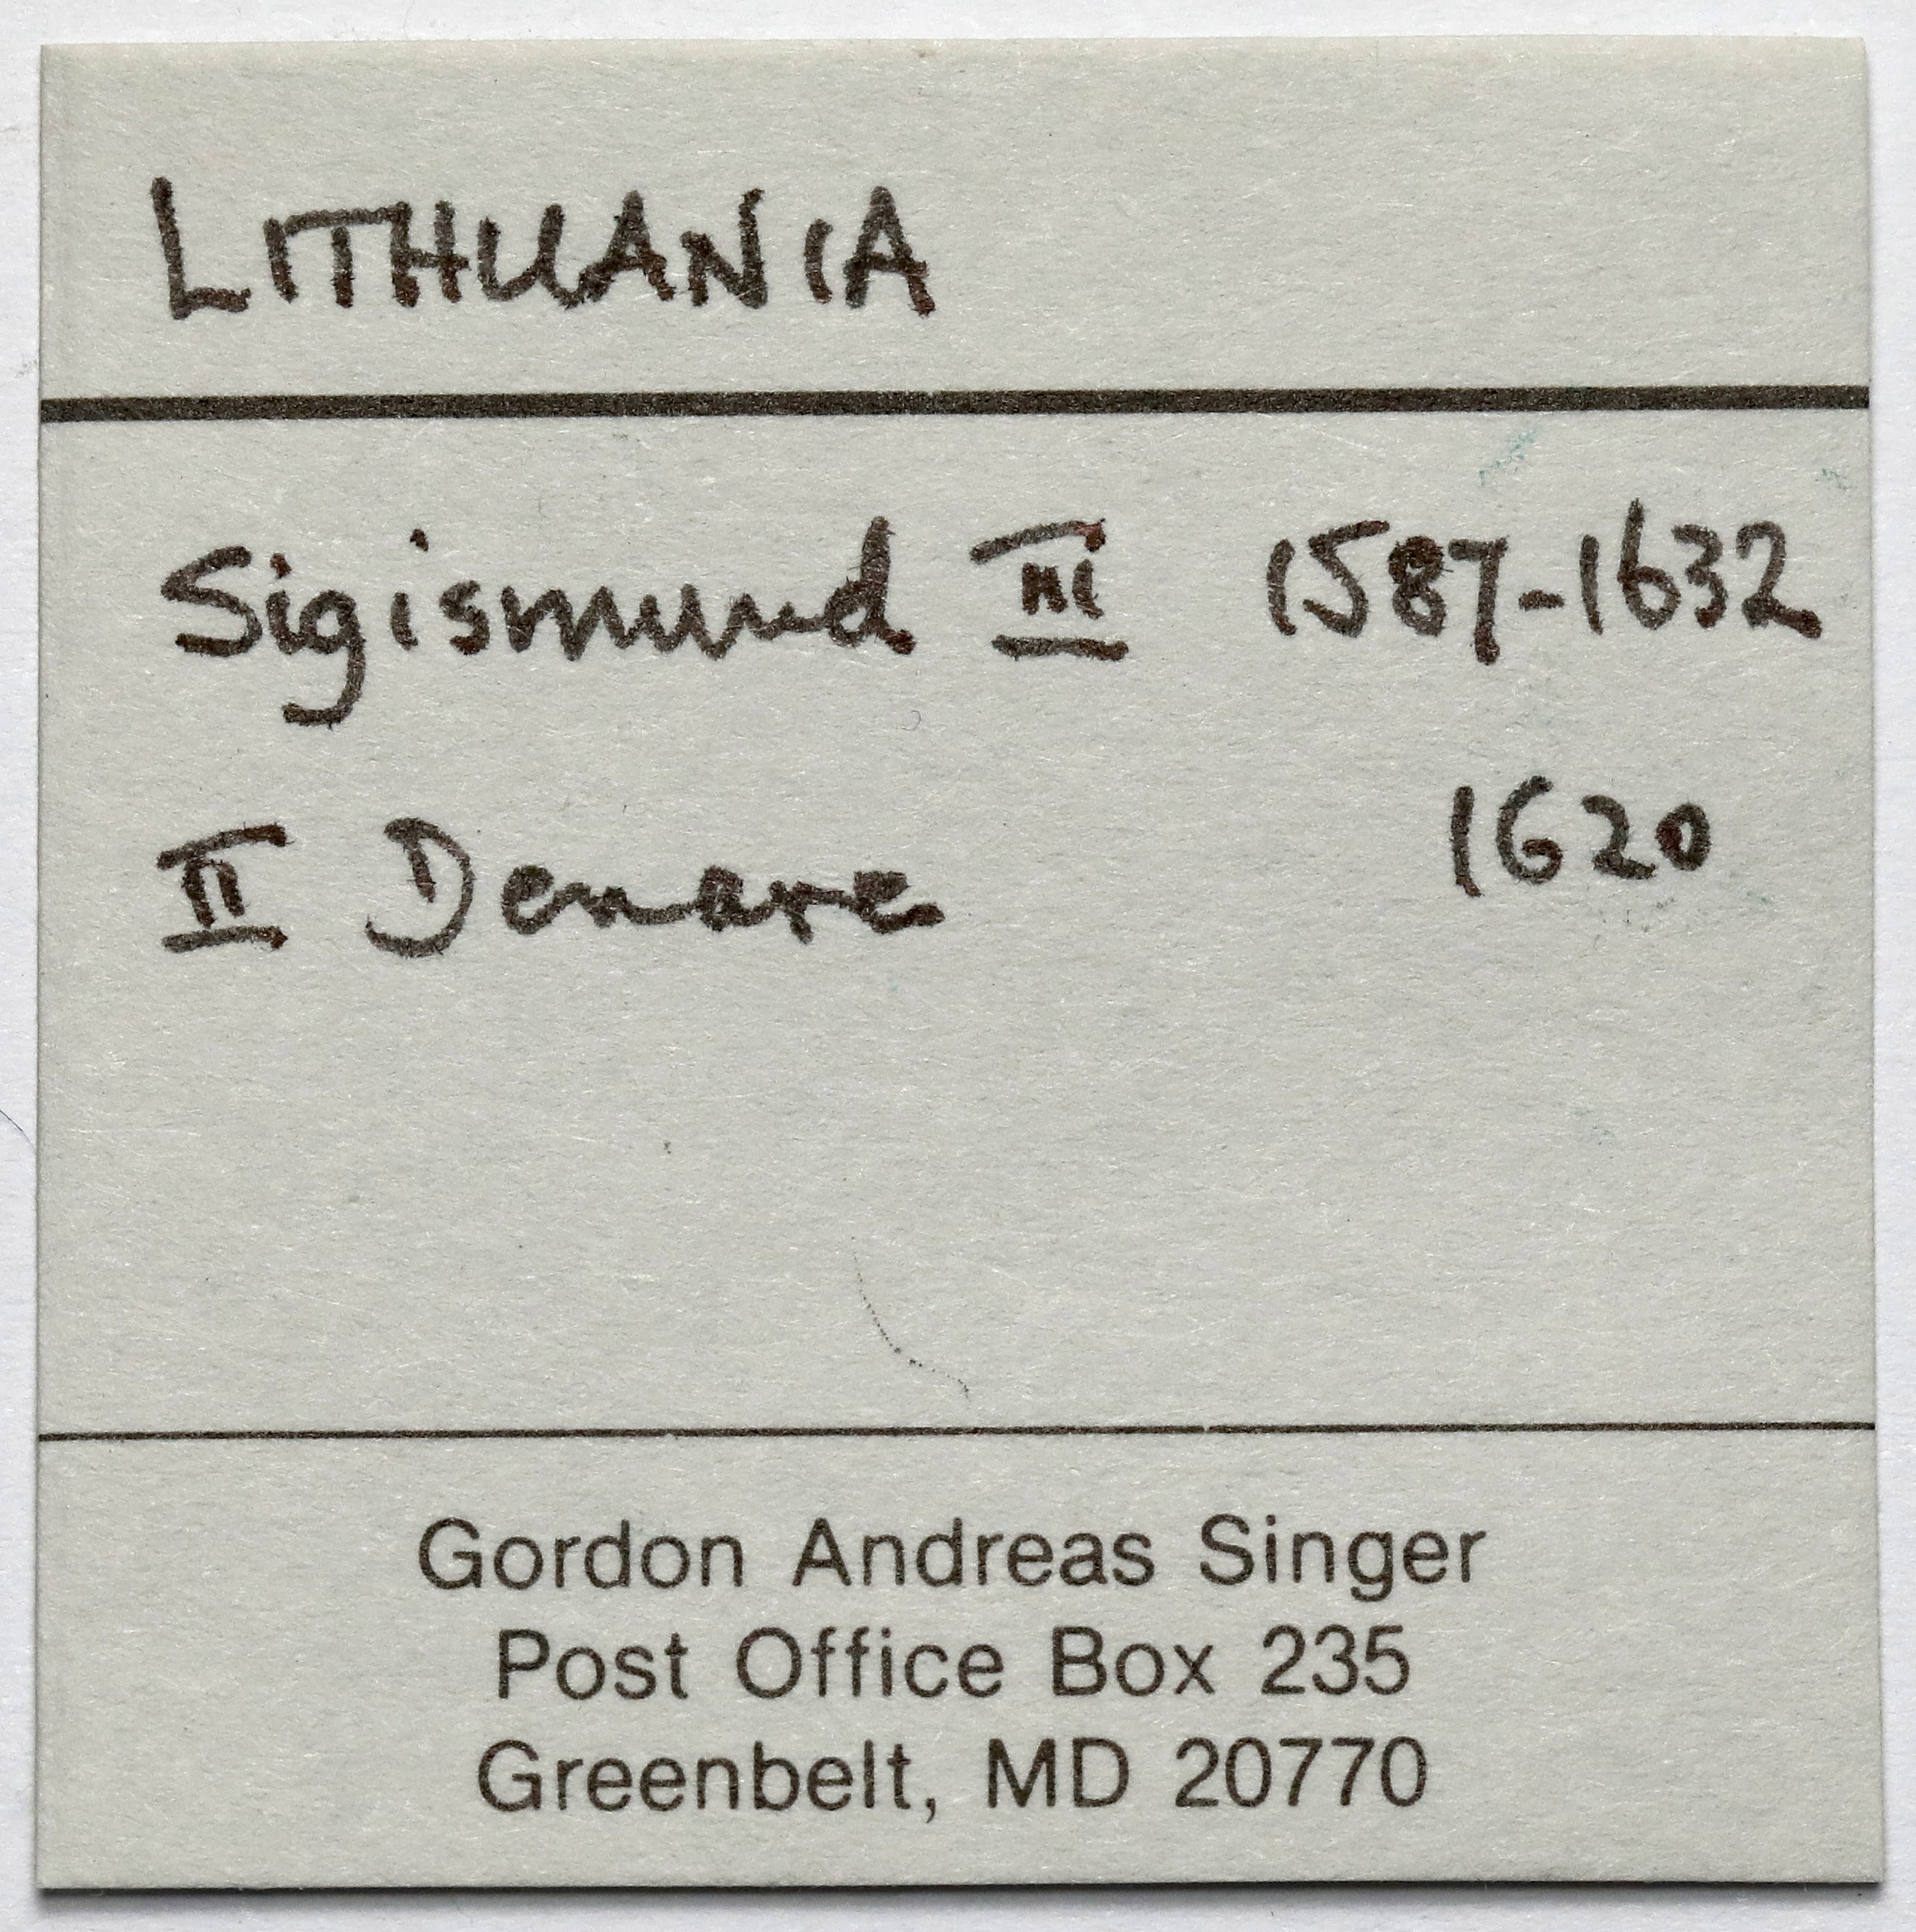 LITHUANIA
Sigismund III 1587-1632
II Denare 1620
Gordon Andreas Singer
Post Office Box 235
Greenbelt, MD 20770